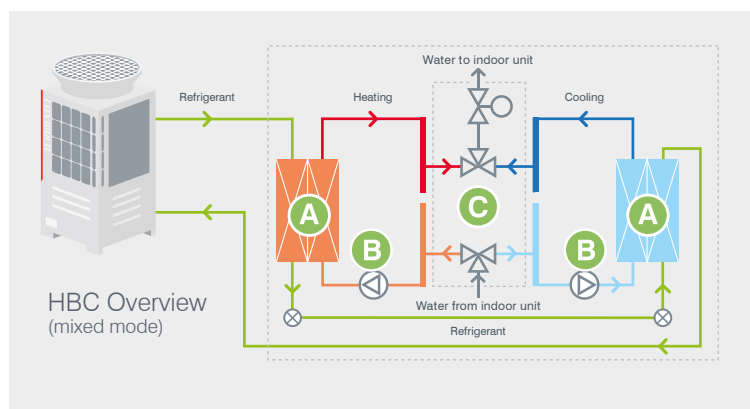 Water to indoor unit
Refrigerant
Heating
Cooling
A
B
C
B
A
HBC Overview
(mixed mode)
Water from indoor unit
Refrigerant